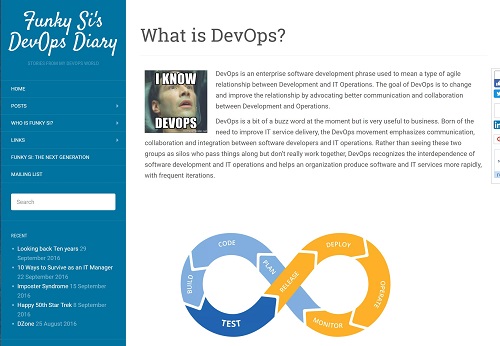 Funky Si's
DevOps Diary
STORIES FROM MY DEVOPS WORLD
HOME
POSTS
WHO IS FUNKY SI?
LINKS
FUNKY SI: THE NEXT GENERATION
MAILING LIST
Search
RECENT
Looking back Ten years 29
September 2016
10 Ways to Survive as an IT Manager
22 September 2016
Imposter Syndrome 15 September
2016
Happy 50th Star Trek 8 September
2016
DZone 25 August 2016
What is DevOps?
I KNOW
DEVOPS
DevOps is an enterprise software development phrase used to mean a type of agile
relationship between Development and IT Operations. The goal of DevOps is to change
and improve the relationship by advocating better communication and collaboration
between Development and Operations.
DevOps is a bit of a buzz word at the moment but is very useful to business. Born of the
need to improve IT service delivery, the DevOps movement emphasizes communication,
collaboration and integration between software developers and IT operations. Rather than seeing these two
groups as silos who pass things along but don't really work together, DevOps recognizes the interdependence of
software development and IT operations and helps an organization produce software and IT services more rapidly,
with frequent iterations.
CODE
BUILD
TEST
PLAN
RELEASE
DEPLOY
OPERATE
MONITOR